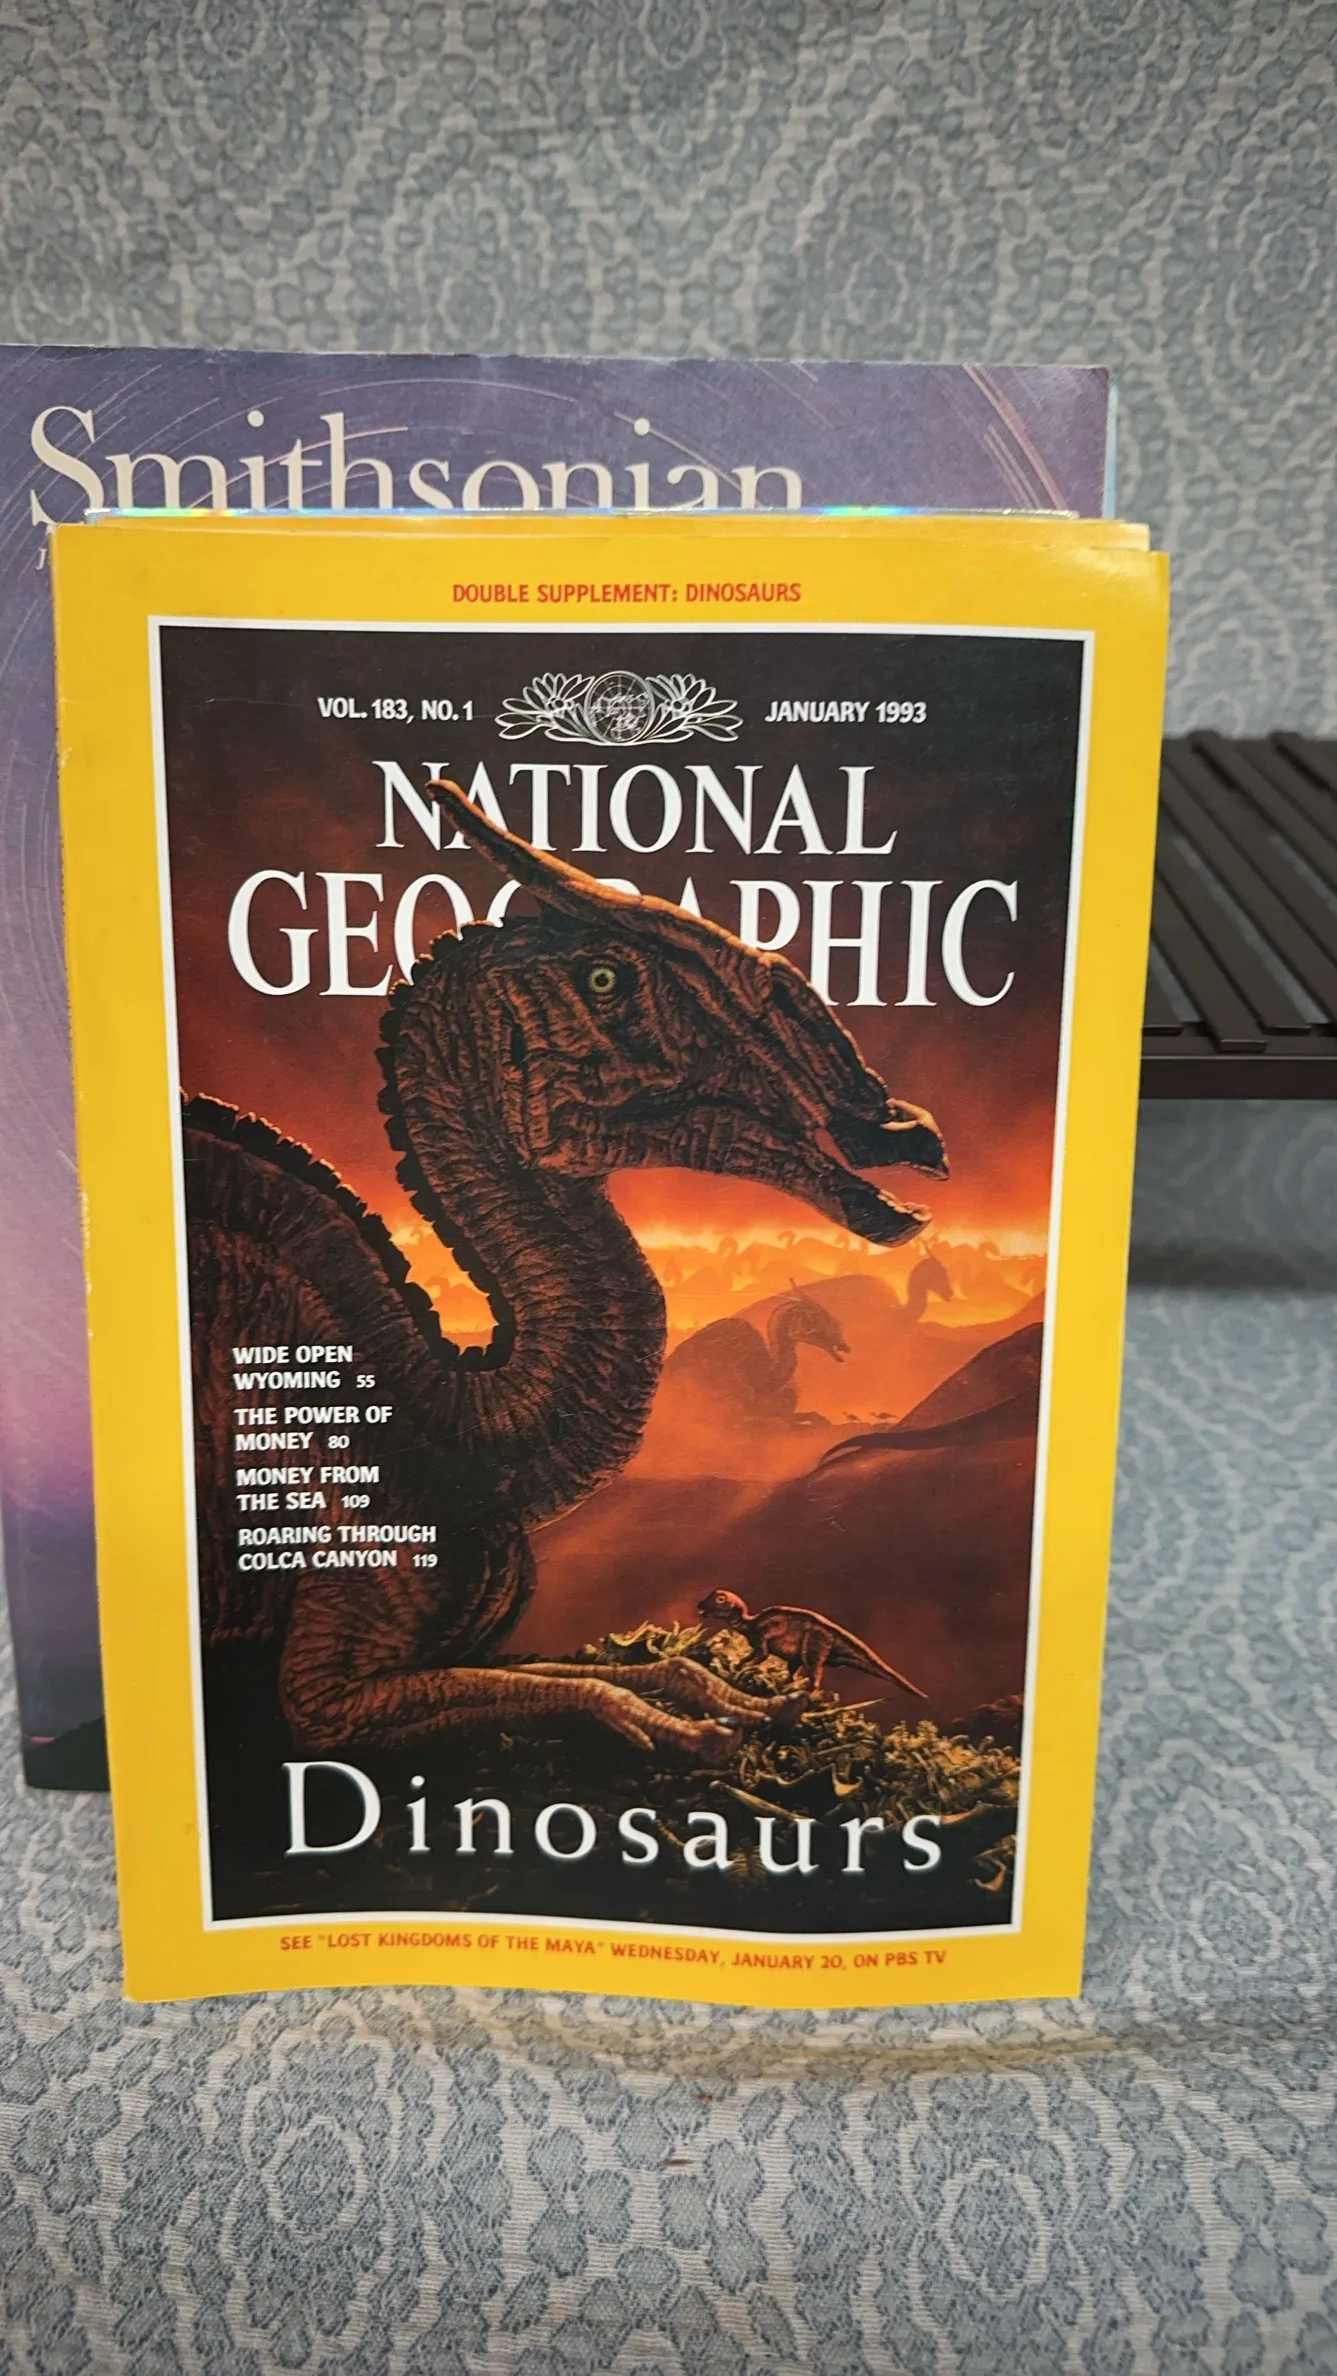 Smithsonian
DOUBLE SUPPLEMENT: DINOSAURS
VOL. 183, NO. 1
JANUARY 1993
NATIONAL
GEOGRAPHIC
WIDE OPEN
WYOMING 55
THE POWER OF
MONEY 80
MONEY FROM
THE SEA 109
ROARING THROUGH
COLCA CANYON 119
Dinosaurs
SEE "LOST KINGDOMS OF THE MAYA" WEDNESDAY, JANUARY 20, ON PBS TV